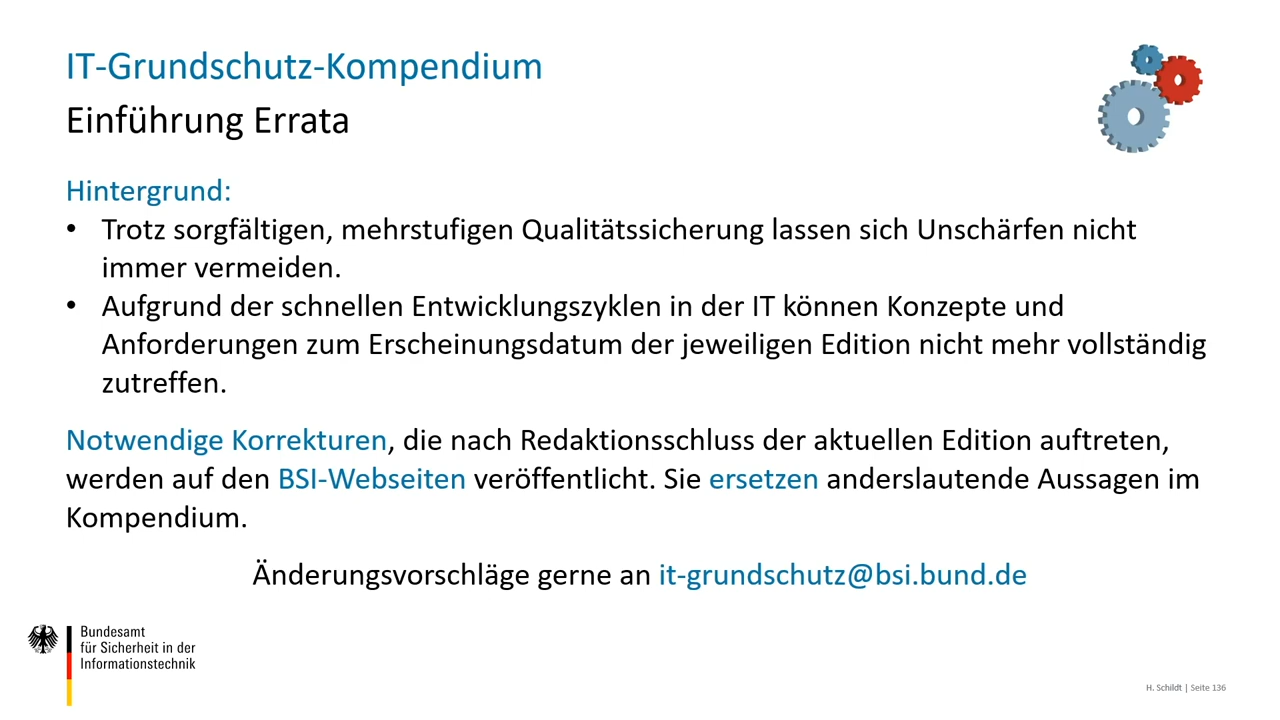 IT-Grundschutz-Kompendium
Einführung Errata
Hintergrund:
• Trotz sorgfältigen, mehrstufigen Qualitätssicherung lassen sich Unschärfen nicht
immer vermeiden.
• Aufgrund der schnellen Entwicklungszyklen in der IT können Konzepte und
Anforderungen zum Erscheinungsdatum der jeweiligen Edition nicht mehr vollständig
zutreffen.
Notwendige Korrekturen, die nach Redaktionsschluss der aktuellen Edition auftreten,
werden auf den BSI-Webseiten veröffentlicht. Sie ersetzen anderslautende Aussagen im
Kompendium.
Änderungsvorschläge gerne an it-grundschutz@bsi.bund.de
Bundesamt
für Sicherheit in der
Informationstechnik
H. Schildt | Seite 136